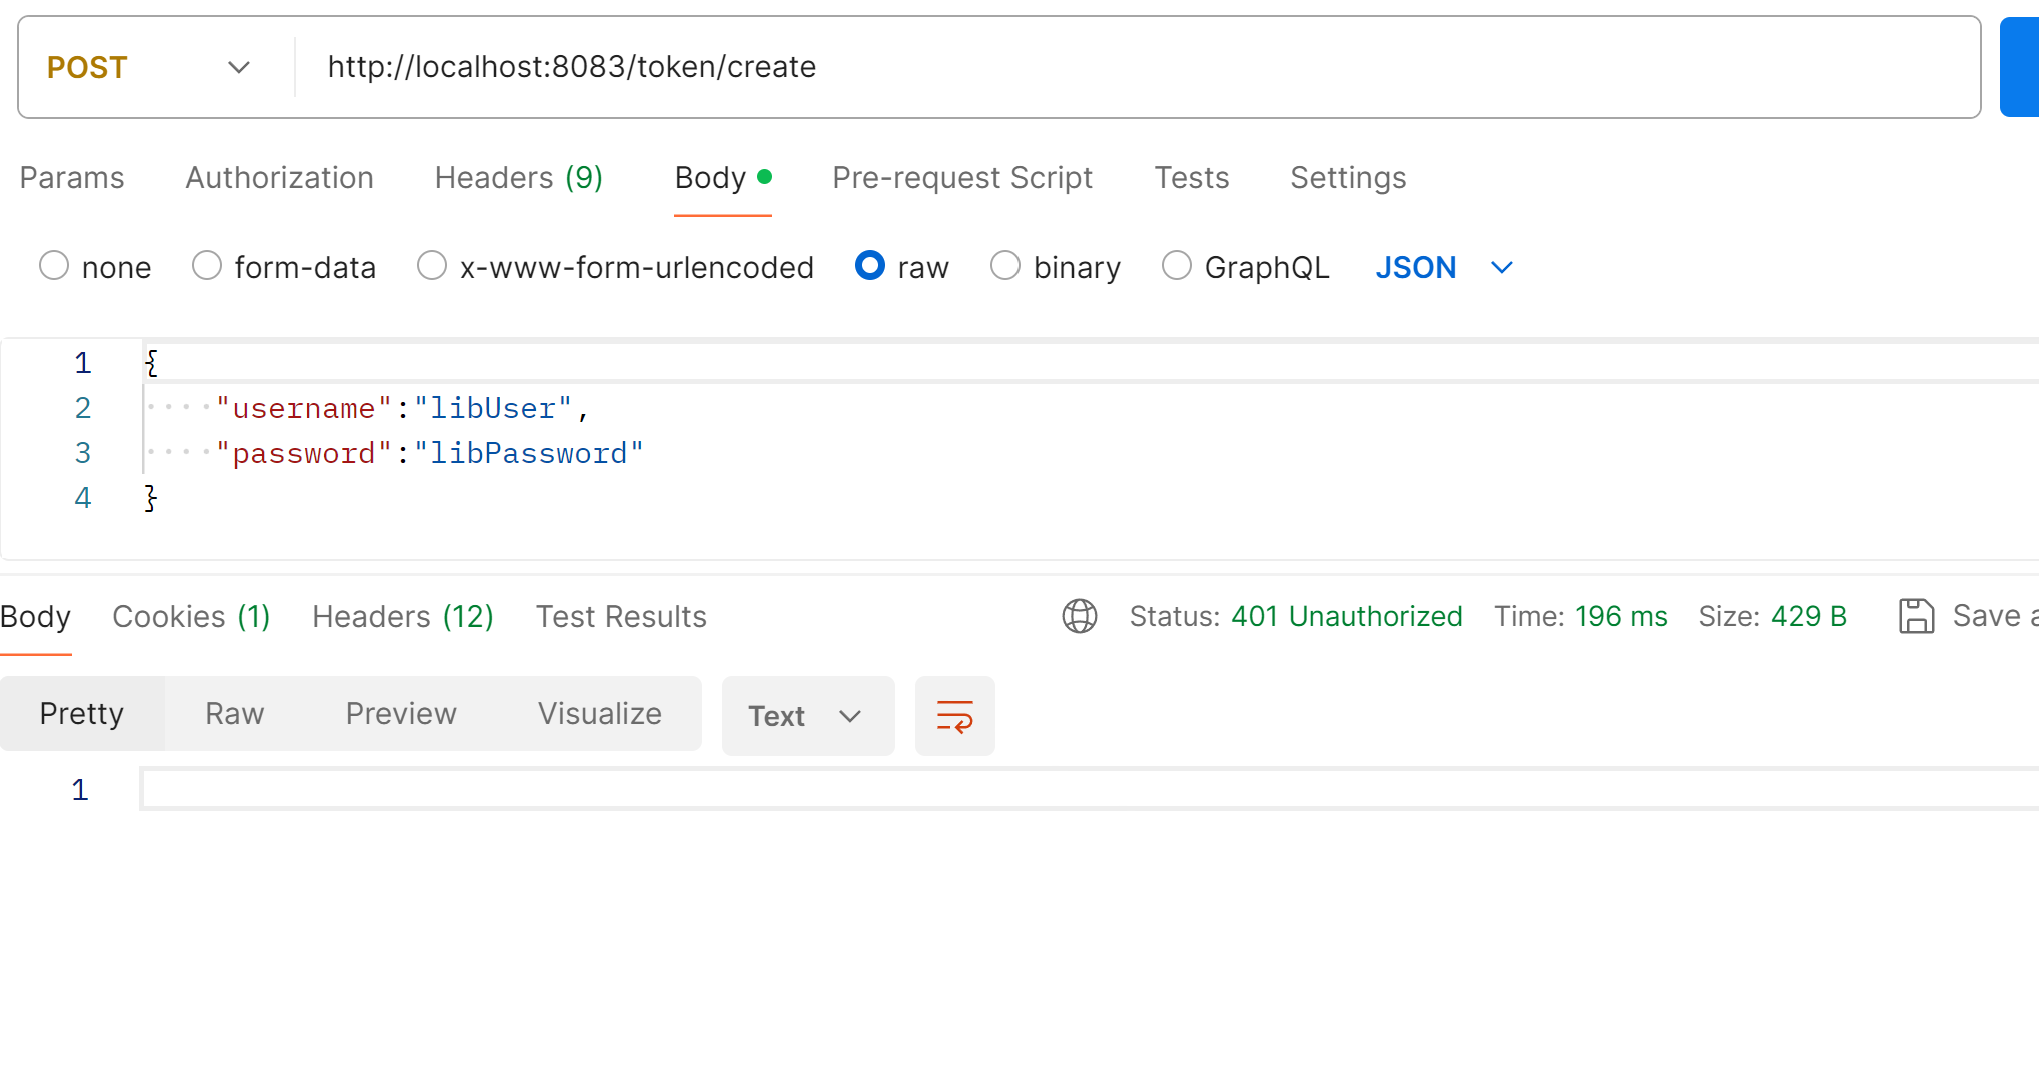 POST http://localhost:8083/token/create
Params Authorization Headers (9) Body Pre-request Script Tests Settings
none form-data x-www-form-urlencoded raw binary GraphQL JSON
1 {
2 "username":"libUser",
3 "password":"libPassword"
4 }
Body Cookies (1) Headers (12) Test Results Status: 401 Unauthorized Time: 196 ms Size: 429 B Save a
Pretty Raw Preview Visualize Text
1